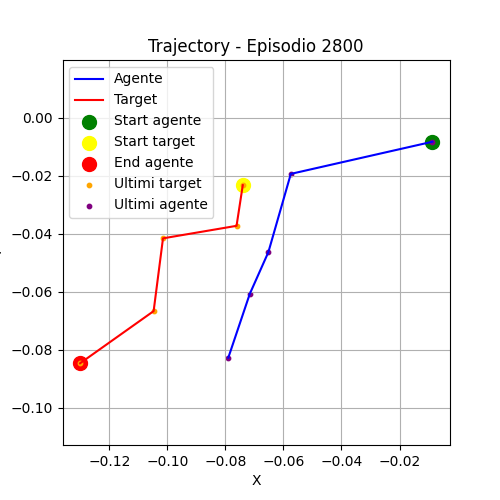 Trajectory - Episodio 2800
Agente
Target
Start agente
Start target
End agente
Ultimi target
Ultimi agente
0.00
−0.02
−0.04
−0.06
−0.08
−0.10
−0.12
−0.10
−0.08
−0.06
−0.04
−0.02
X